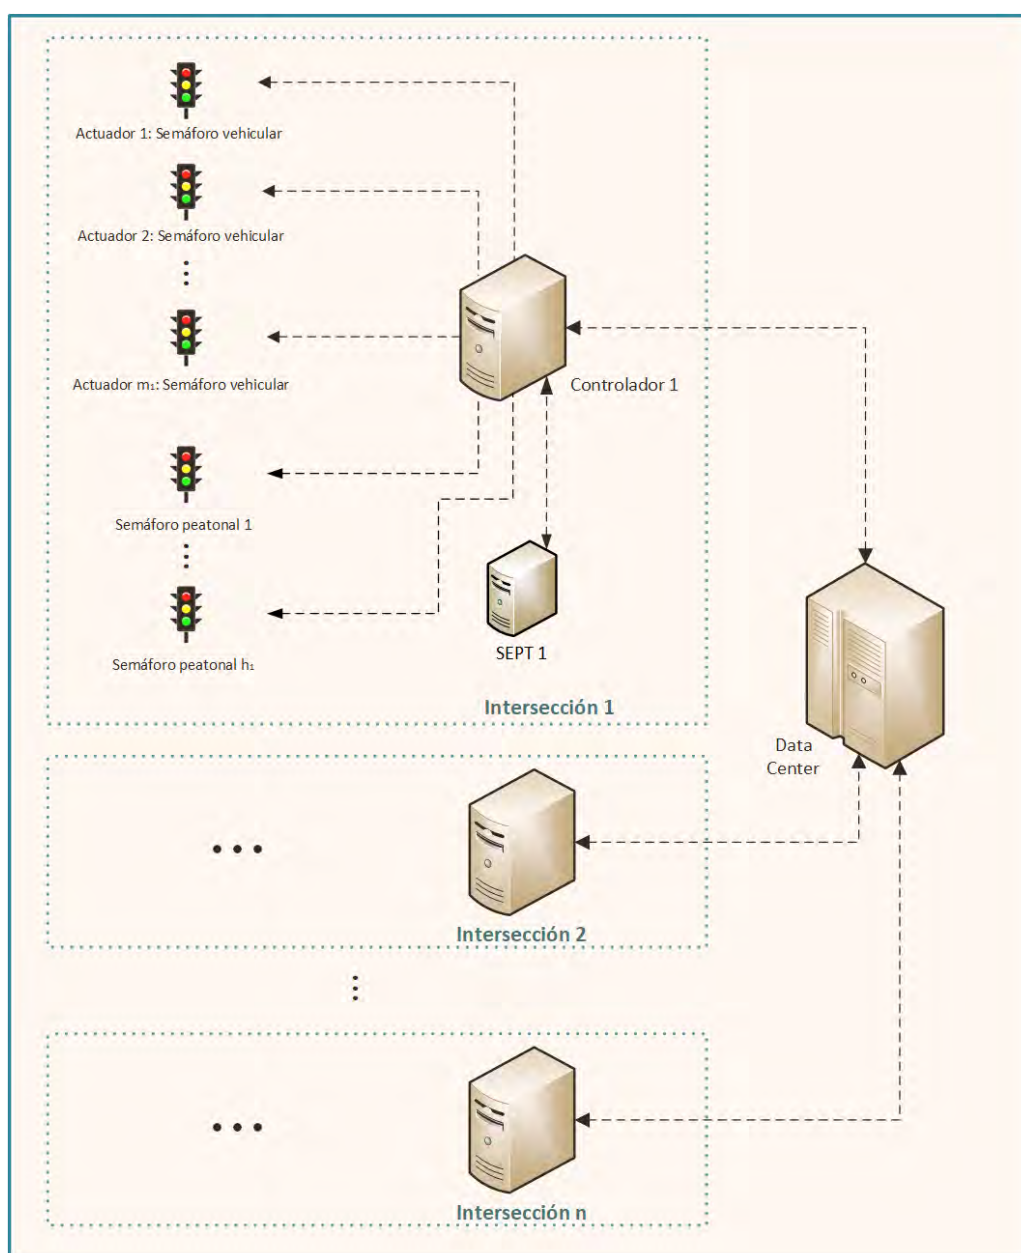 Actuador 1: Semáforo vehicular
Actuador 2: Semáforo vehicular
Actuador m₁: Semáforo vehicular
Controlador 1
Semáforo peatonal 1
Semáforo peatonal h₁
SEPT 1
Intersección 1
Data
Center
Intersección 2
Intersección n